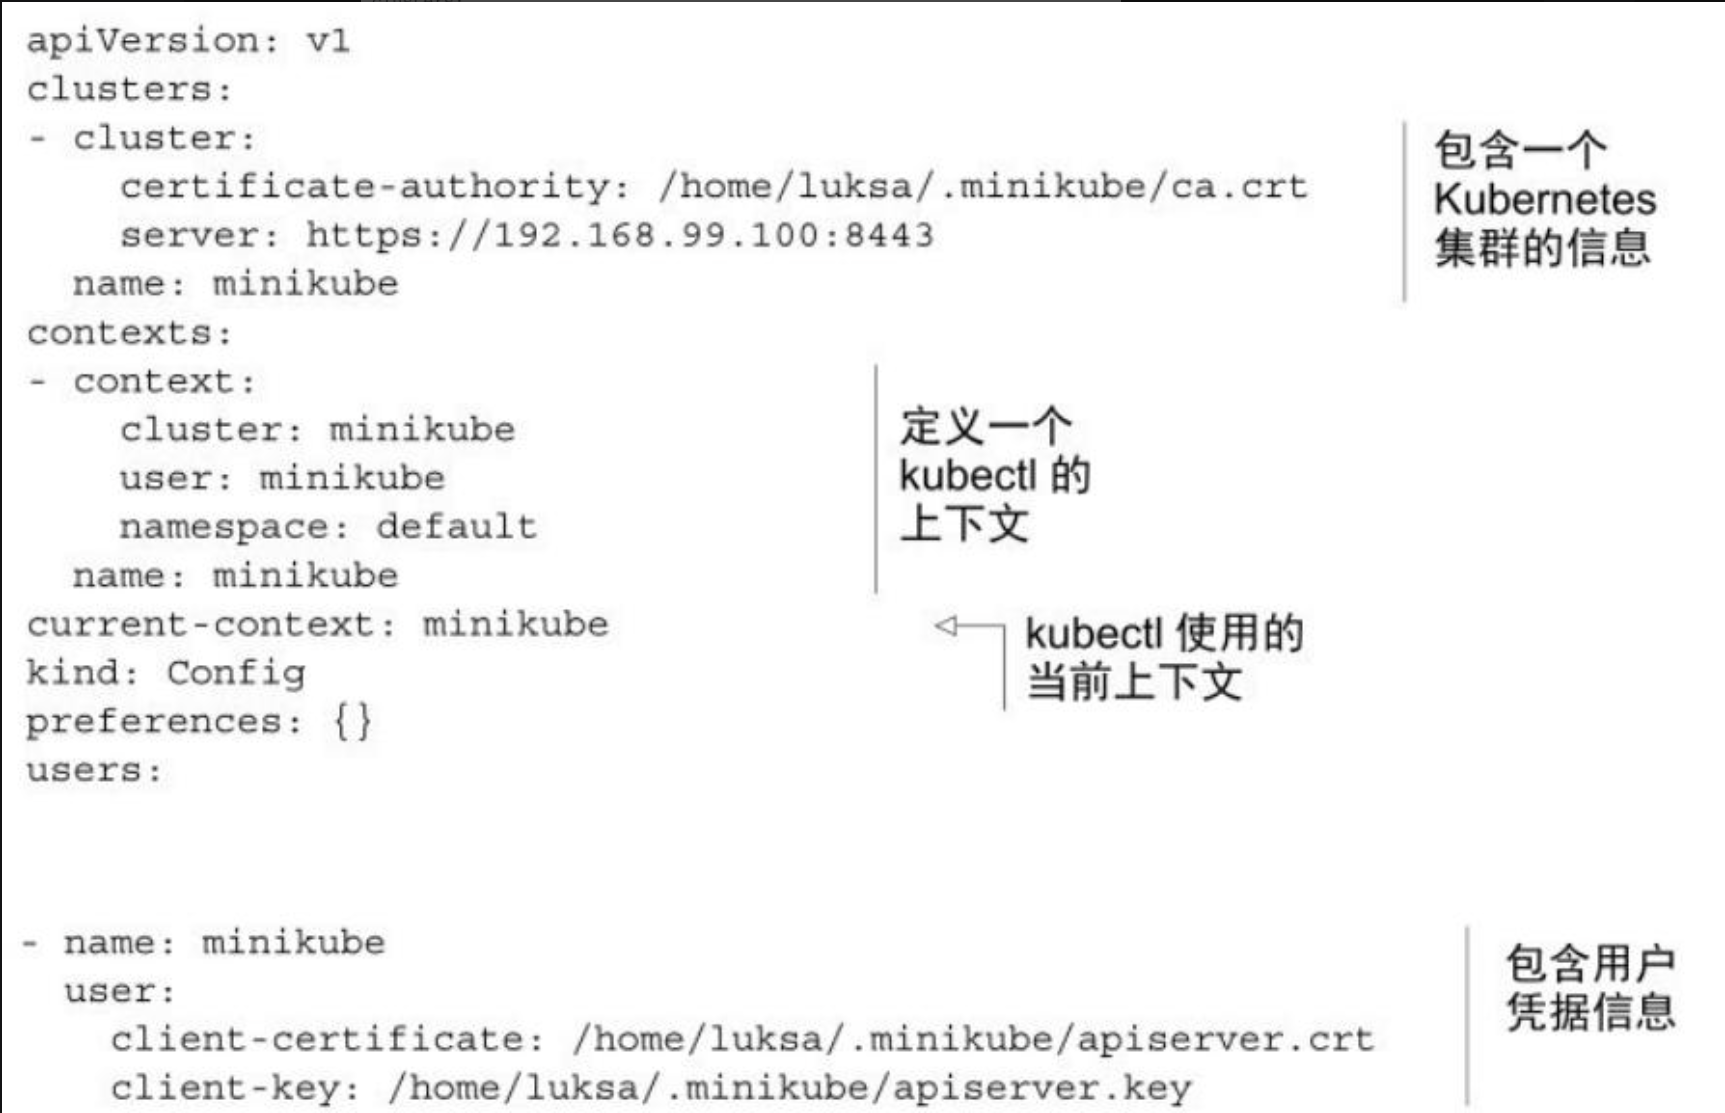 apiVersion: v1
clusters:
- cluster:
    certificate-authority: /home/luksa/.minikube/ca.crt
    server: https://192.168.99.100:8443
  name: minikube
包含一个
Kubernetes
集群的信息
contexts:
- context:
    cluster: minikube
    user: minikube
    namespace: default
  name: minikube
定义一个
kubectl 的
上下文
current-context: minikube
kubectl 使用的
当前上下文
kind: Config
preferences: {}
users:
- name: minikube
  user:
    client-certificate: /home/luksa/.minikube/apiserver.crt
    client-key: /home/luksa/.minikube/apiserver.key
包含用户
凭据信息